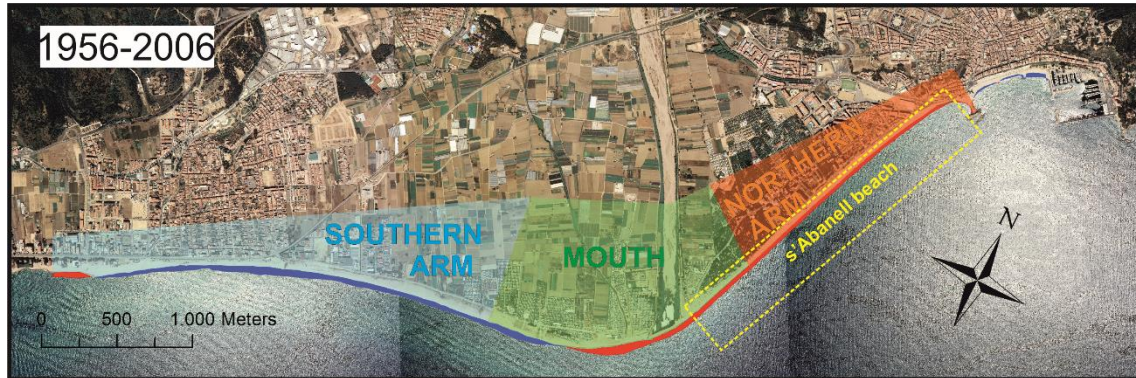 1956-2006
NORTHERN
ARM
s'Abanell beach
SOUTHERN
ARM
MOUTH
N
0 500 1.000 Meters